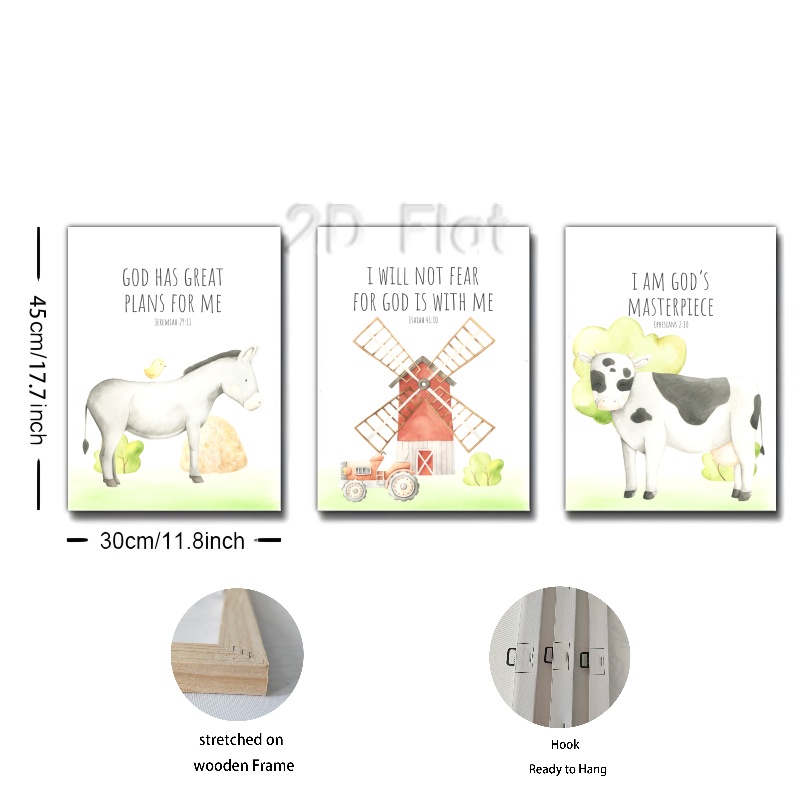 2D Flat
GOD HAS GREAT
PLANS FOR ME
JEREMIAH 29:11
I WILL NOT FEAR
FOR GOD IS WITH ME
ISAIAH 41:10
I AM GOD'S
MASTERPIECE
EPHESIANS 2:10
45cm/17.7inch
30cm/11.8inch
stretched on
wooden Frame
Hook
Ready to Hang